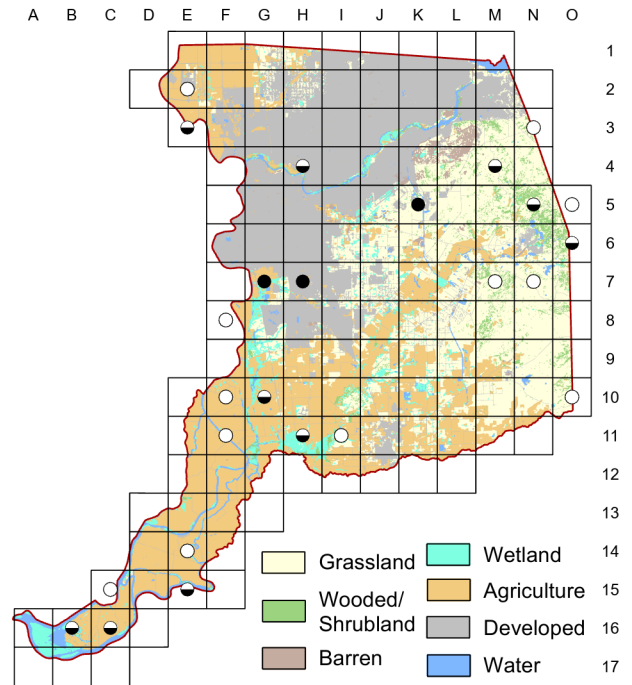 A B C D E F G H I J K L M N O
1
2
3
4
5
6
7
8
9
10
11
12
13
14
15
16
17
Grassland
Wooded/
Shrubland
Barren
Wetland
Agriculture
Developed
Water